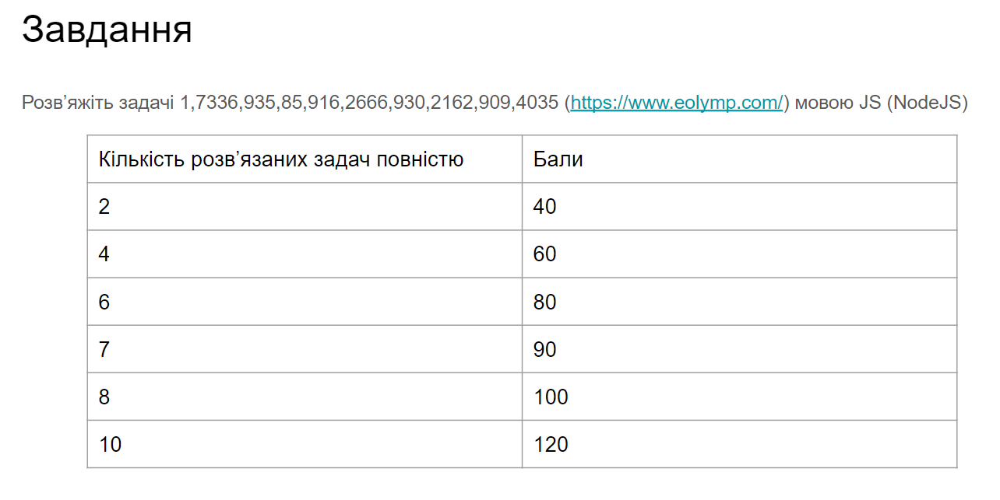 Завдання
Розв’яжіть задачі 1,7336,935,85,916,2666,930,2162,909,4035 (https://www.eolymp.com/) мовою JS (NodeJS)
Кількість розв’язаних задач повністю Бали
2 40
4 60
6 80
7 90
8 100
10 120